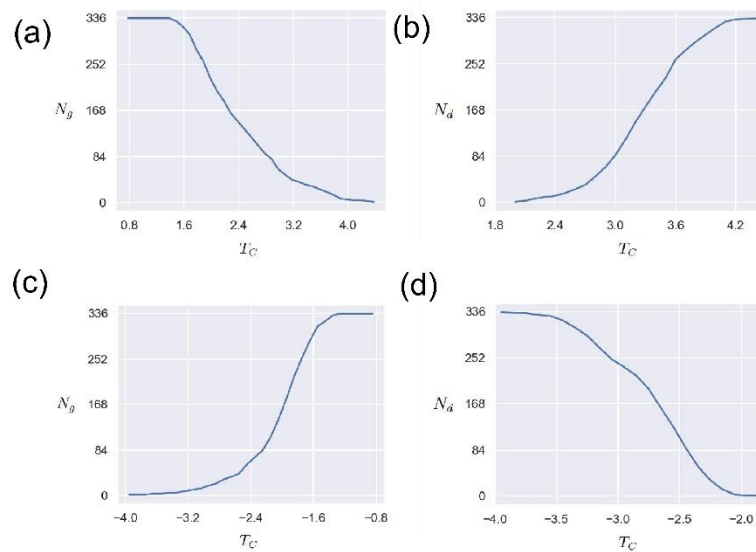 (a)
336
252
168
84
0
N_g
0.8 1.6 2.4 3.2 4.0
T_C
(b)
336
252
168
84
0
N_d
1.8 2.4 3.0 3.6 4.2
T_C
(c)
336
252
168
84
0
N_g
−4.0 −3.2 −2.4 −1.6 −0.8
T_C
(d)
336
252
168
84
0
N_d
−4.0 −3.5 −3.0 −2.5 −2.0
T_C